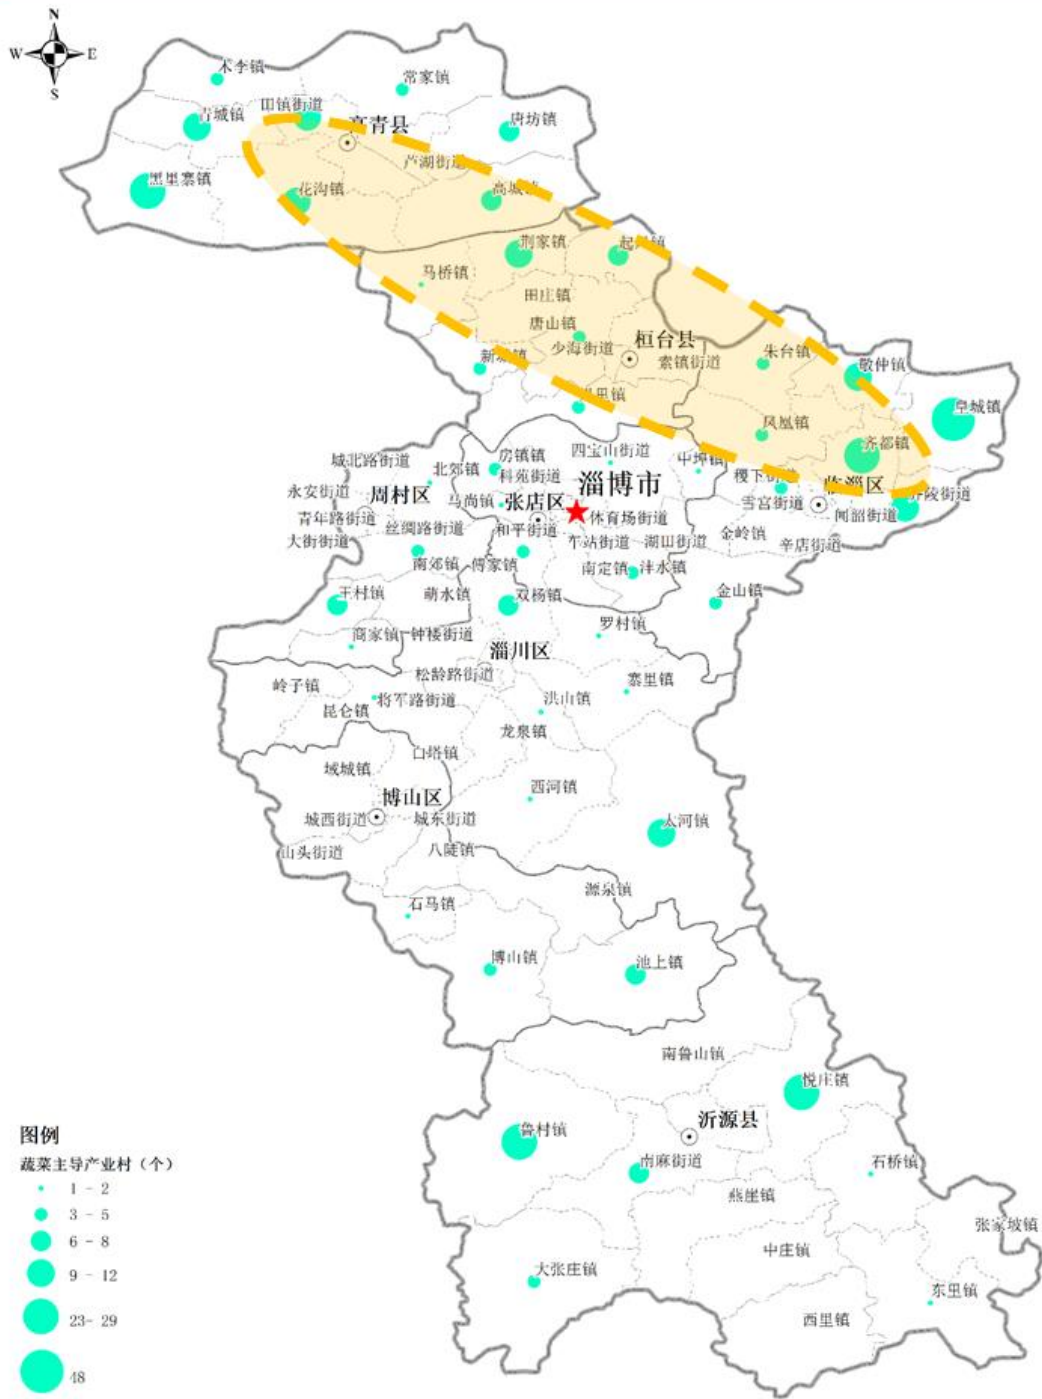 N
W E
S
木李镇
常家镇
青城镇
田镇街道
高青县
唐坊镇
芦湖街道
黑里寨镇
花沟镇
高城镇
荆家镇
起凤镇
马桥镇
田庄镇
唐山镇
少海街道
桓台县
索镇街道
朱台镇
新城镇
敬仲镇
果里镇
皇城镇
凤凰镇
齐都镇
城北路街道
北郊镇
房镇镇
四宝山街道
中埠镇
科苑街道
稷下街道
临淄区
齐陵街道
永安街道
周村区
马尚镇
张店区
淄博市
雪宫街道
闻韶街道
青年路街道
丝绸路街道
和平街道
体育场街道
金岭镇
辛店街道
大街街道
南郊镇
傅家镇
车站街道
湖田街道
南定镇
沣水镇
王村镇
萌水镇
双杨镇
金山镇
商家镇
钟楼街道
罗村镇
淄川区
岭子镇
松龄路街道
寨里镇
昆仑镇
将军路街道
洪山镇
龙泉镇
域城镇
白塔镇
博山区
西河镇
城西街道
城东街道
太河镇
山头街道
八陡镇
源泉镇
石马镇
博山镇
池上镇
南鲁山镇
悦庄镇
沂源县
鲁村镇
南麻街道
石桥镇
燕崖镇
张家坡镇
中庄镇
大张庄镇
东里镇
西里镇
图例
蔬菜主导产业村（个）
1 - 2
3 - 5
6 - 8
9 - 12
23- 29
48